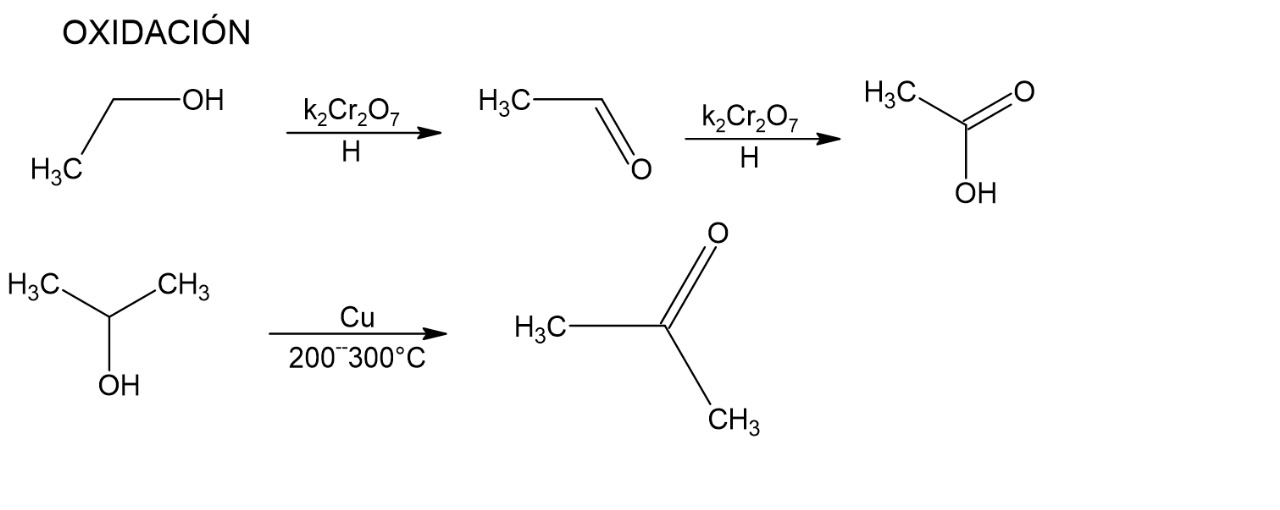 OXIDACIÓN
OH
H₃C
k₂Cr₂O₇
H
H₃C
O
k₂Cr₂O₇
H
H₃C
O
OH
H₃C
CH₃
OH
Cu
200--300°C
O
H₃C
CH₃